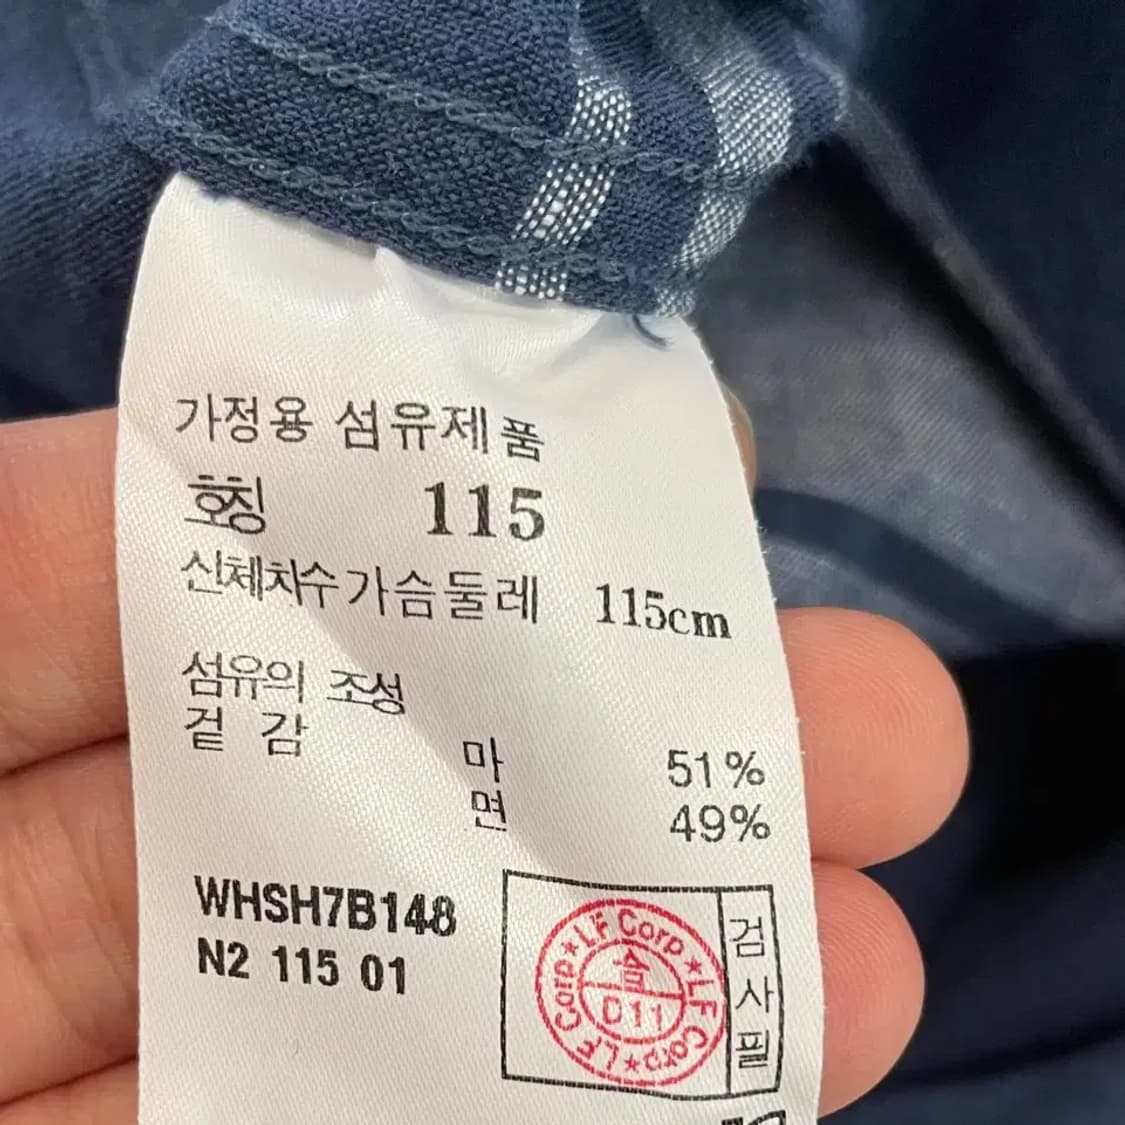 가정용 섬유제품
호칭 115
신체치수 가슴둘레 115cm
섬유의 조성
겉 감
마 51%
면 49%
WHSH7B148
N2 115 01
LF Corp ★ LF Corp ★ LF Corp ★
D11
검사필